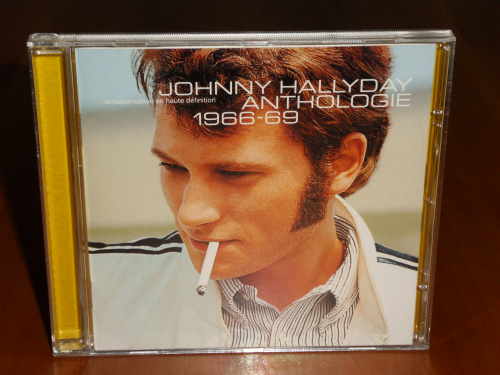 JOHNNY HALLYDAY
remasterisation en haute définition
ANTHOLOGIE
1966-69